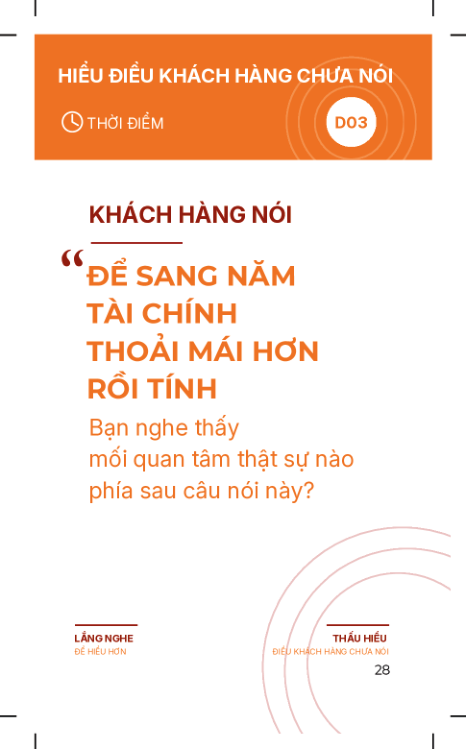 HIỂU ĐIỀU KHÁCH HÀNG CHƯA NÓI
THỜI ĐIỂM
D03
KHÁCH HÀNG NÓI
“ĐỂ SANG NĂM
TÀI CHÍNH
THOẢI MÁI HƠN
RỒI TÍNH
Bạn nghe thấy
mối quan tâm thật sự nào
phía sau câu nói này?
LẮNG NGHE
ĐỂ HIỂU HƠN
THẤU HIỂU
ĐIỀU KHÁCH HÀNG CHƯA NÓI
28